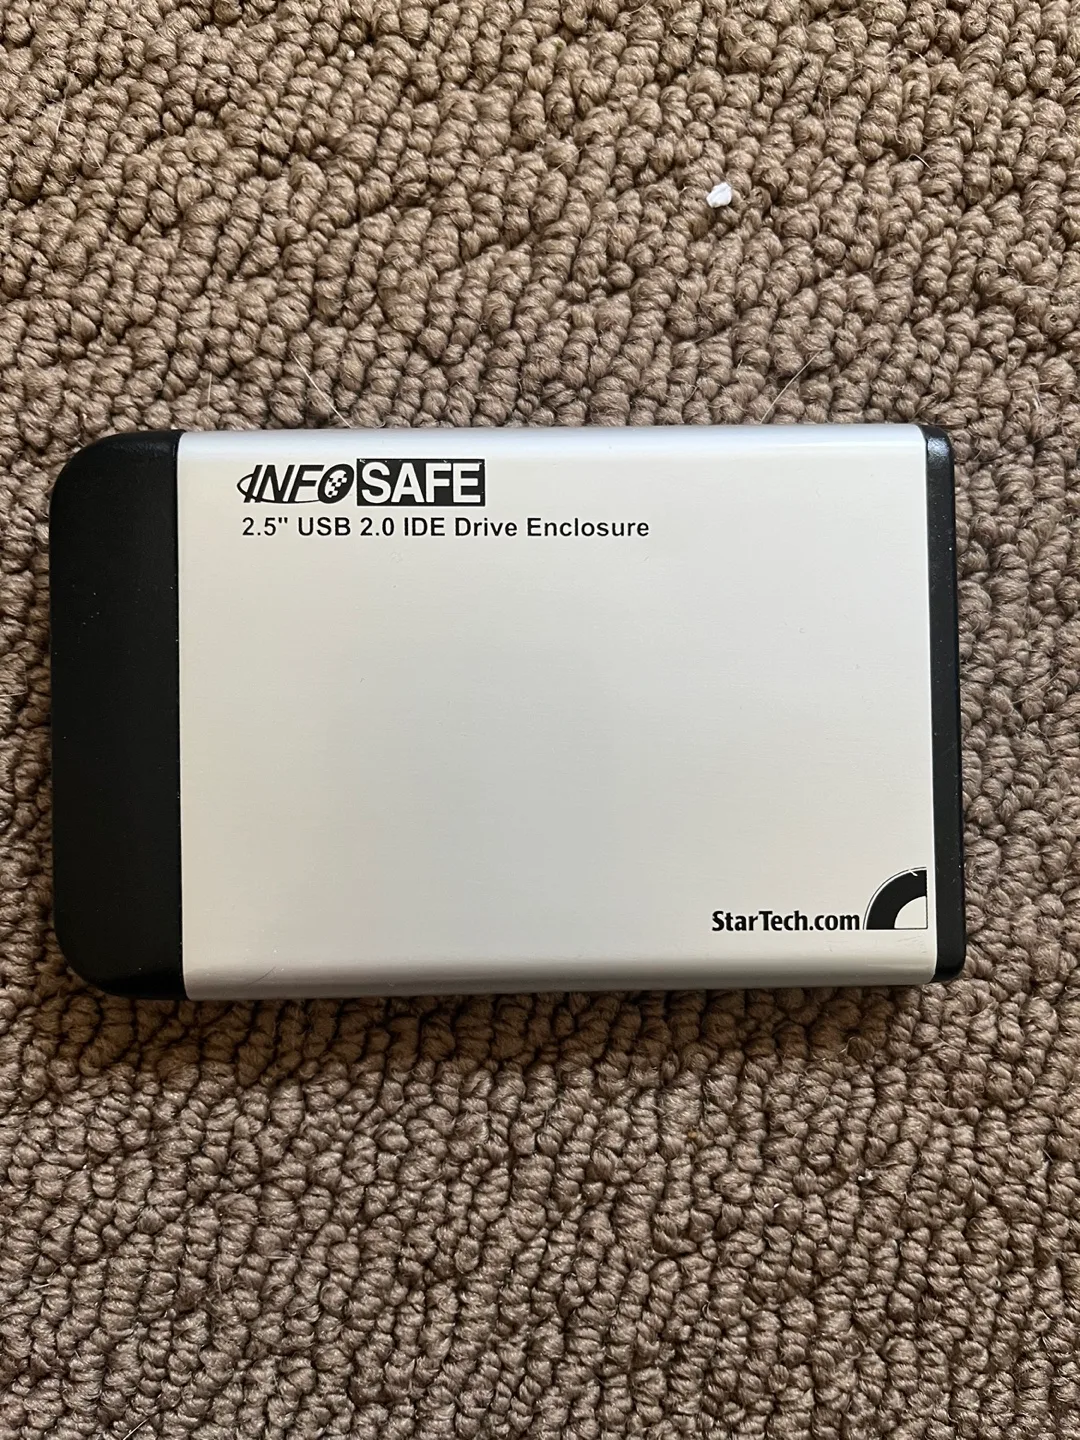 INFOSAFE
2.5" USB 2.0 IDE Drive Enclosure
StarTech.com